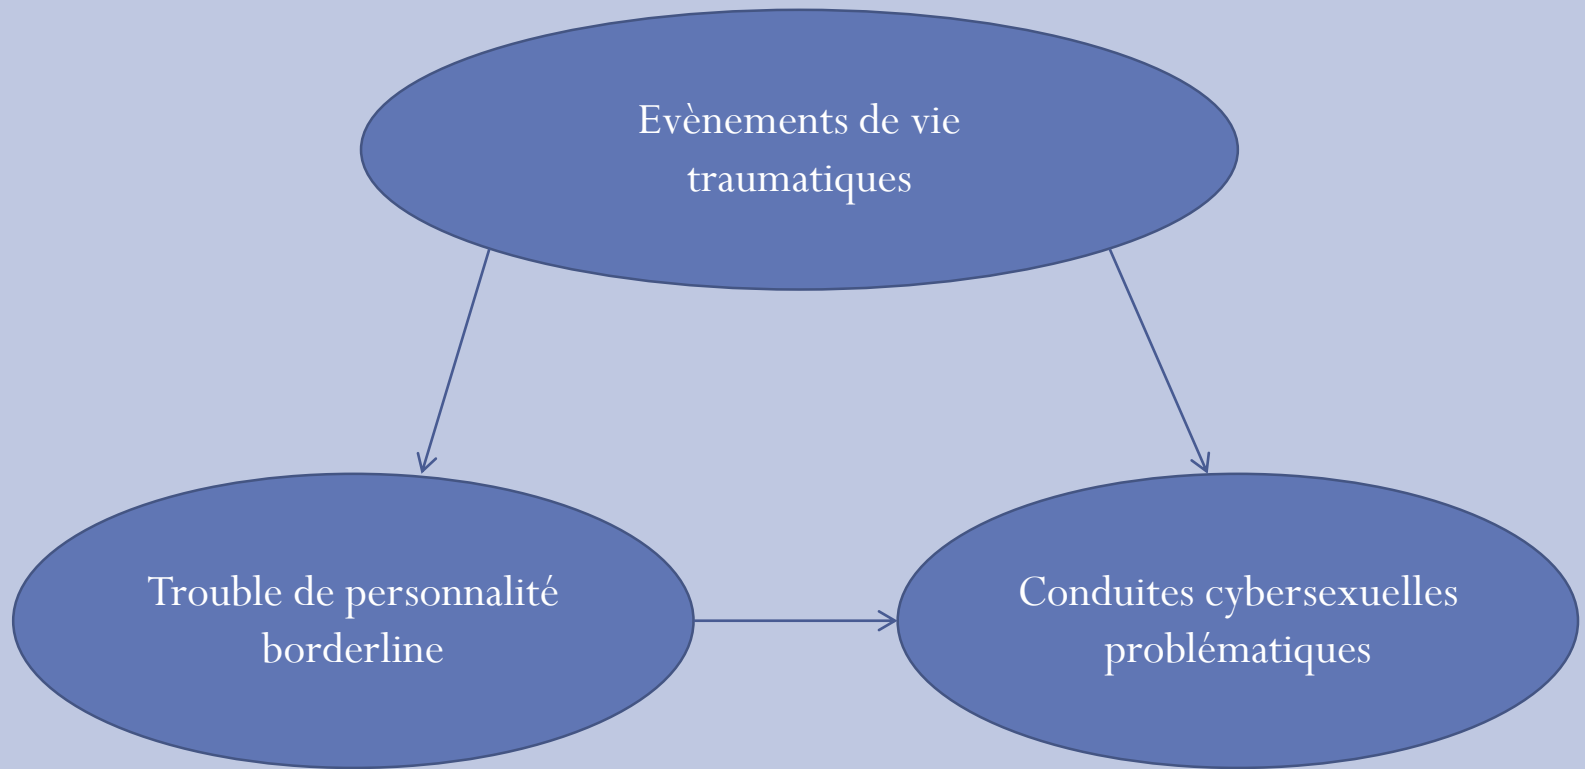 Evènements de vie
traumatiques
Trouble de personnalité
borderline
Conduites cybersexuelles
problématiques